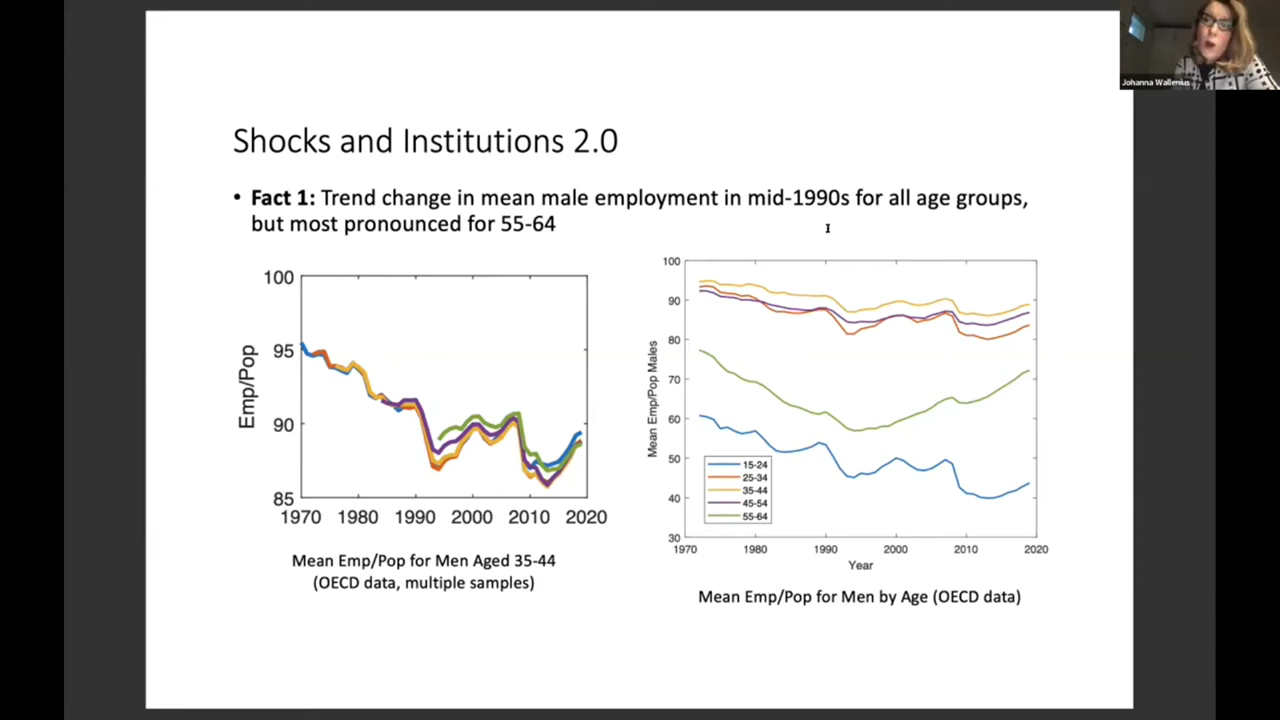 Johanna Wallenius
Shocks and Institutions 2.0
• Fact 1: Trend change in mean male employment in mid-1990s for all age groups,
but most pronounced for 55-64
100
95
90
85
Emp/Pop
1970 1980 1990 2000 2010 2020
Mean Emp/Pop for Men Aged 35-44
(OECD data, multiple samples)
100
90
80
70
60
50
40
30
Mean Emp/Pop Males
15-24
25-34
35-44
45-54
55-64
1970 1980 1990 2000 2010 2020
Year
Mean Emp/Pop for Men by Age (OECD data)